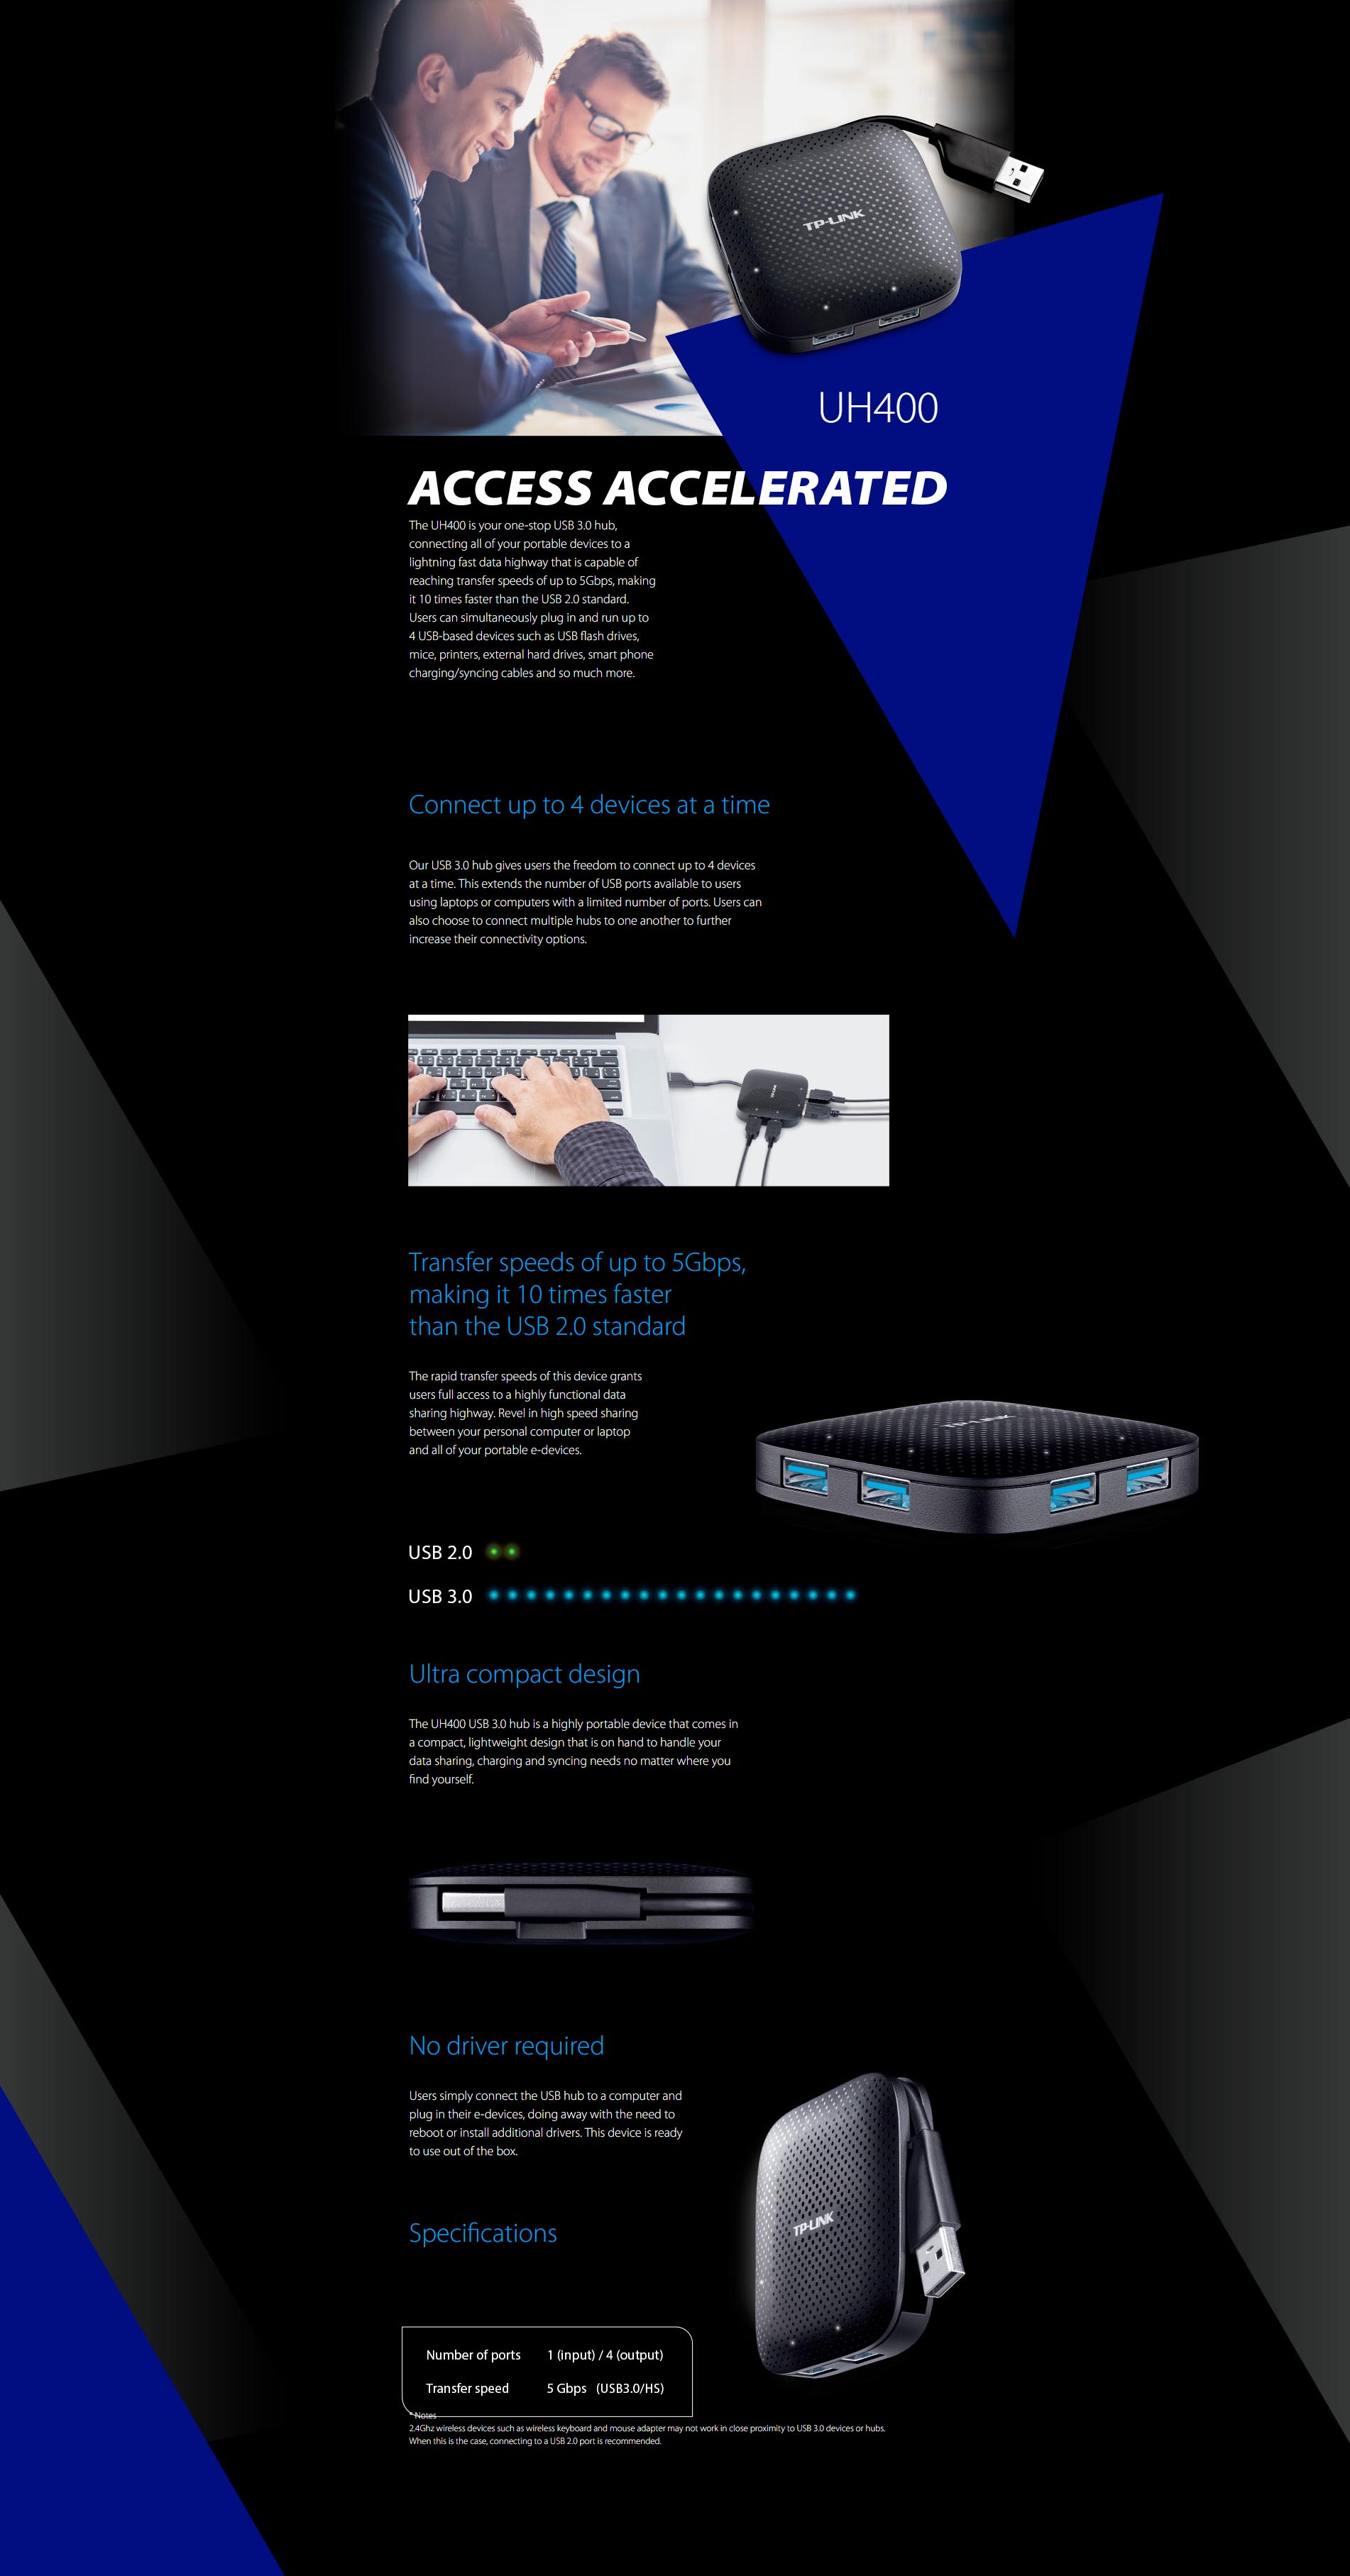 TP-LINK
UH400
ACCESS ACCELERATED
The UH400 is your one-stop USB 3.0 hub,
connecting all of your portable devices to a
lightning fast data highway that is capable of
reaching transfer speeds of up to 5Gbps, making
it 10 times faster than the USB 2.0 standard.
Users can simultaneously plug in and run up to
4 USB-based devices such as USB flash drives,
mice, printers, external hard drives, smart phone
charging/syncing cables and so much more.
Connect up to 4 devices at a time
Our USB 3.0 hub gives users the freedom to connect up to 4 devices
at a time. This extends the number of USB ports available to users
using laptops or computers with a limited number of ports. Users can
also choose to connect multiple hubs to one another to further
increase their connectivity options.
TP-LINK
Transfer speeds of up to 5Gbps,
making it 10 times faster
than the USB 2.0 standard
The rapid transfer speeds of this device grants
users full access to a highly functional data
sharing highway. Revel in high speed sharing
between your personal computer or laptop
and all of your portable e-devices.
TP-LINK
USB 2.0
USB 3.0
Ultra compact design
The UH400 USB 3.0 hub is a highly portable device that comes in
a compact, lightweight design that is on hand to handle your
data sharing, charging and syncing needs no matter where you
find yourself.
No driver required
Users simply connect the USB hub to a computer and
plug in their e-devices, doing away with the need to
reboot or install additional drivers. This device is ready
to use out of the box.
TP-LINK
Specifications
Number of ports 1 (input) / 4 (output)
Transfer speed 5 Gbps (USB3.0/HS)
* Notes
2.4Ghz wireless devices such as wireless keyboard and mouse adapter may not work in close proximity to USB 3.0 devices or hubs.
When this is the case, connecting to a USB 2.0 port is recommended.